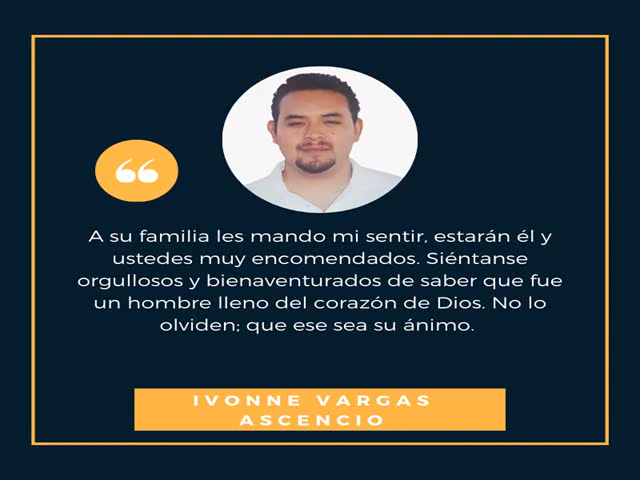 A su familia les mando mi sentir, estarán él y
ustedes muy encomendados. Siéntanse
orgullosos y bienaventurados de saber que fue
un hombre lleno del corazón de Dios. No lo
olviden; que ese sea su ánimo.
IVONNE VARGAS
ASCENCIO